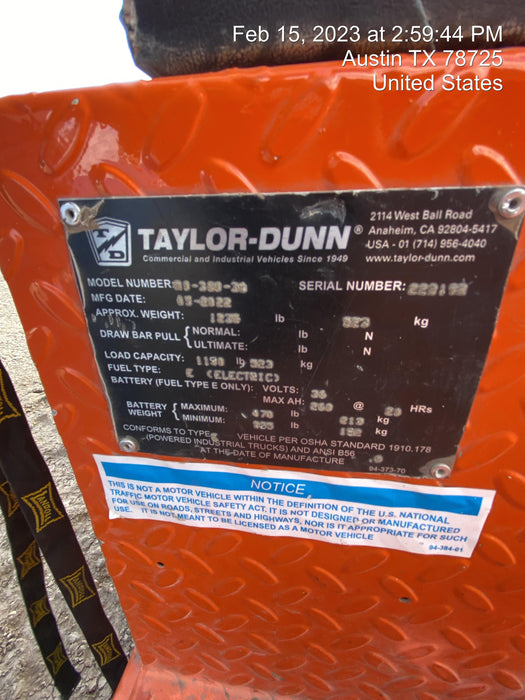 Feb 15, 2023 at 2:59:44 PM
Austin TX 78725
United States
T D
TAYLOR-DUNN®
Commercial and Industrial Vehicles Since 1949
2114 West Ball Road
Anaheim, CA 92804-5417
USA - 01 (714) 956-4040
www.taylor-dunn.com
MODEL NUMBER: SERIAL NUMBER:
MFG DATE: 2022
APPROX. WEIGHT: lb kg
DRAW BAR PULL { NORMAL: lb N
ULTIMATE: lb N
LOAD CAPACITY: lb kg
FUEL TYPE: E (ELECTRIC)
BATTERY (FUEL TYPE E ONLY): VOLTS: 36
MAX AH: @ 20 HRs
BATTERY WEIGHT { MAXIMUM: lb kg
MINIMUM: lb kg
CONFORMS TO TYPE E VEHICLE PER OSHA STANDARD 1910.178
(POWERED INDUSTRIAL TRUCKS) AND ANSI B56
AT THE DATE OF MANUFACTURE
94-373-70
NOTICE
THIS IS NOT A MOTOR VEHICLE WITHIN THE DEFINITION OF THE U.S. NATIONAL
TRAFFIC MOTOR VEHICLE SAFETY ACT. IT IS NOT DESIGNED OR MANUFACTURED
FOR USE ON ROADS, STREETS AND HIGHWAYS, NOR IS IT APPROPRIATE FOR SUCH
USE. IT IS NOT MEANT TO BE LICENSED AS A MOTOR VEHICLE
94-384-01